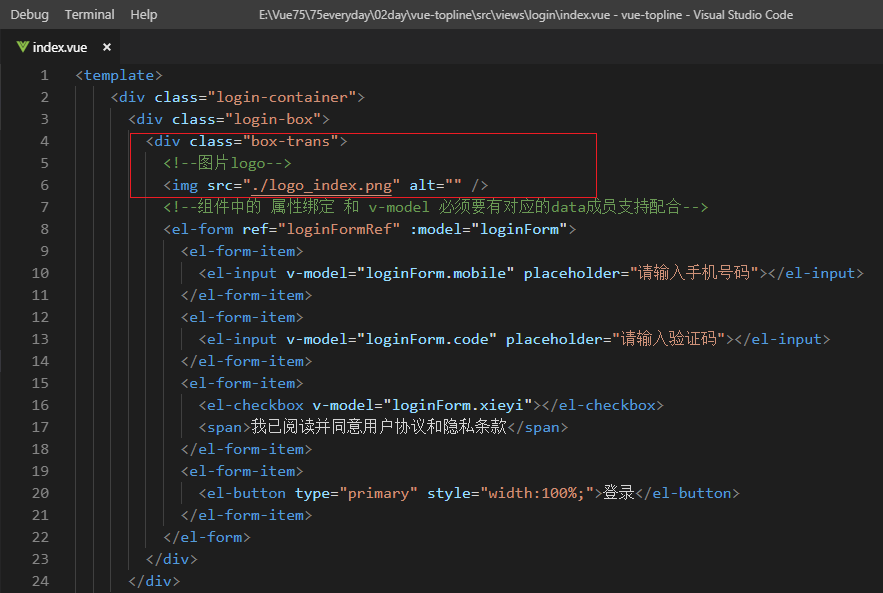 Debug Terminal Help E:\Vue75\75everyday\02day\vue-topline\src\views\login\index.vue - vue-topline - Visual Studio Code
index.vue ×
1 <template>
2 <div class="login-container">
3 <div class="login-box">
4 <div class="box-trans">
5 <!--图片logo-->
6 <img src="./logo_index.png" alt="" />
7 <!--组件中的 属性绑定 和 v-model 必须要有对应的data成员支持配合-->
8 <el-form ref="loginFormRef" :model="loginForm">
9 <el-form-item>
10 <el-input v-model="loginForm.mobile" placeholder="请输入手机号码"></el-input>
11 </el-form-item>
12 <el-form-item>
13 <el-input v-model="loginForm.code" placeholder="请输入验证码"></el-input>
14 </el-form-item>
15 <el-form-item>
16 <el-checkbox v-model="loginForm.xieyi"></el-checkbox>
17 <span>我已阅读并同意用户协议和隐私条款</span>
18 </el-form-item>
19 <el-form-item>
20 <el-button type="primary" style="width:100%;">登录</el-button>
21 </el-form-item>
22 </el-form>
23 </div>
24 </div>